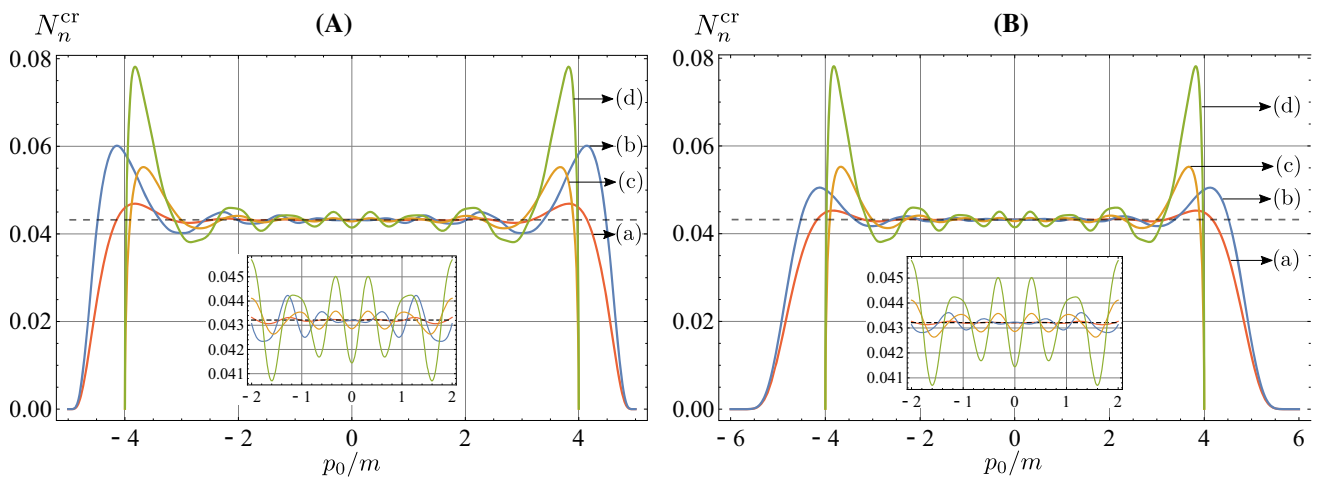 N_n^cr (A)
0.08
0.06
0.04
0.02
0.00
(d)
(b)
(c)
(a)
0.045
0.044
0.043
0.042
0.041
- 2 - 1 0 1 2
- 4 - 2 0 2 4
p_0/m
N_n^cr (B)
0.08
0.06
0.04
0.02
0.00
(d)
(c)
(b)
(a)
0.045
0.044
0.043
0.042
0.041
- 2 - 1 0 1 2
- 6 - 4 - 2 0 2 4 6
p_0/m